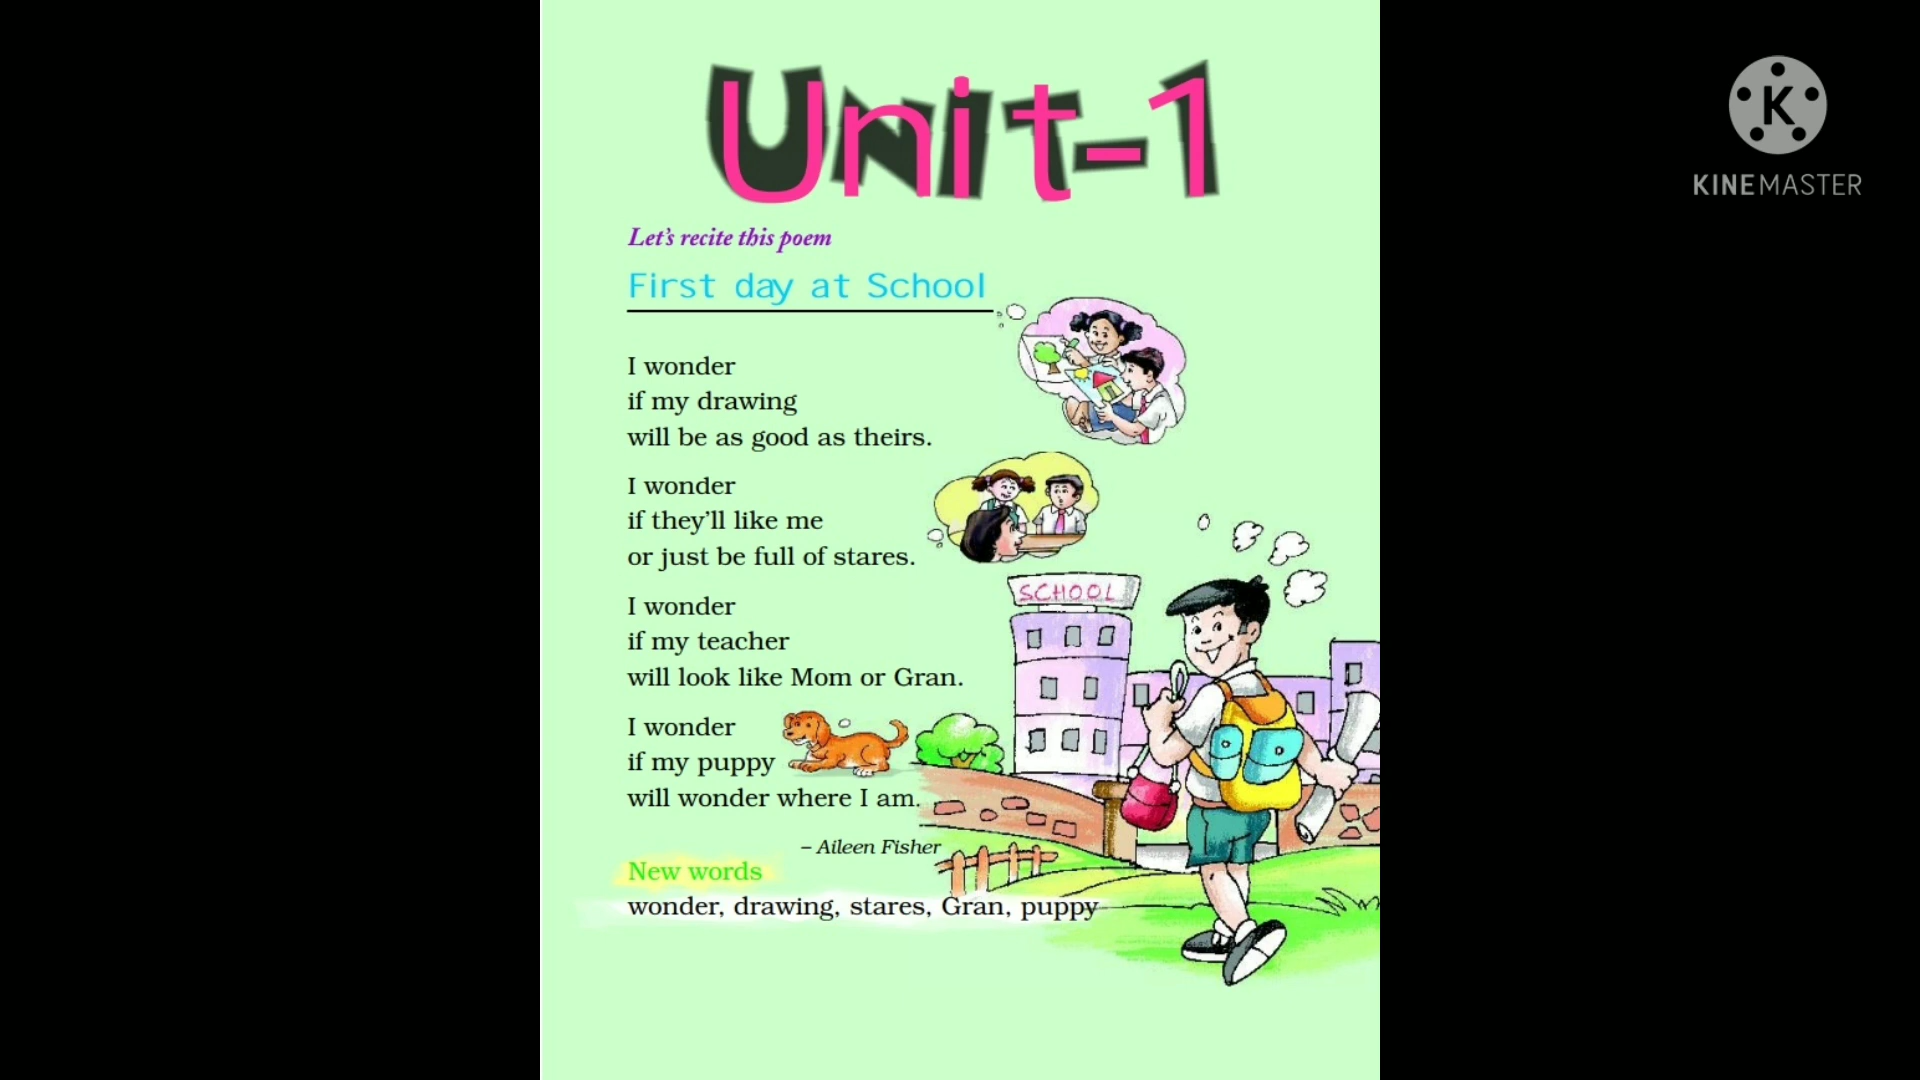 Unit-1
Let's recite this poem
First day at School
I wonder
if my drawing
will be as good as theirs.
I wonder
if they'll like me
or just be full of stares.
I wonder
if my teacher
will look like Mom or Gran.
I wonder
if my puppy
will wonder where I am.
– Aileen Fisher
New words
wonder, drawing, stares, Gran, puppy
SCHOOL
K
KINEMASTER